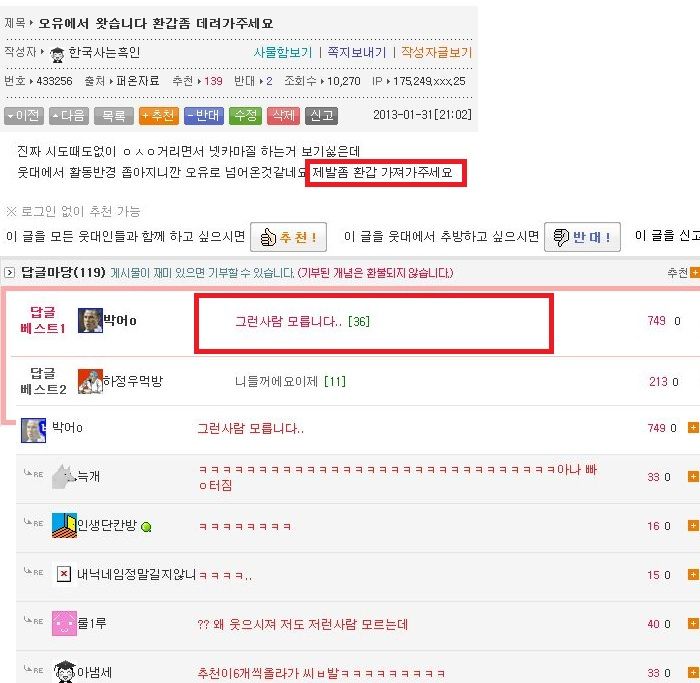 제목 ▸ 오유에서 왓습니다 환갑좀 데려가주세요
작성자 ▸ 한국사는흑인 사물함보기 | 쪽지보내기 | 작성자글보기
번호 ▸ 433256 출처 ▸ 퍼온자료 추천 ▸ 139 반대 ▸ 2 조회수 ▸ 10,270 IP ▸ 175,249,xxx,25
이전 다음 목록 +추천 -반대 수정 삭제 신고 2013-01-31[21:02]
진짜 시도때도없이 ㅇㅅㅇ거리면서 넷카마질 하는거 보기싫은데
웃대에서 활동반경 좁아지니깐 오유로 넘어온것같네요 제발좀 환갑 가져가주세요
※ 로그인 없이 추천 가능
이 글을 모든 웃대인들과 함께 하고 싶으시면 추천! 이 글을 웃대에서 추방하고 싶으시면 반대! 이 글을 신고
답글마당(119) 게시물이 재미 있으면 기부할 수 있습니다. (기부된 개념은 환불되지 않습니다.) 추천+
답글 베스트1 박어o 그런사람 모릅니다.. [36] 749 0
답글 베스트2 하정우먹방 니들꺼에요이제 [11] 213 0
박어o 그런사람 모릅니다.. 749 0 +
RE 늑개 ㅋㅋㅋㅋㅋㅋㅋㅋㅋㅋㅋㅋㅋㅋㅋㅋㅋㅋㅋㅋㅋㅋㅋㅋㅋㅋㅋㅋㅋ아나 빠
ㅇ터짐 33 0 +
RE 인생단칸방 ㅋㅋㅋㅋㅋㅋㅋㅋ 16 0 +
RE 내닉네임정말길지않니 ㅋㅋㅋㅋ.. 15 0 +
RE 쿨1루 ?? 왜 웃으시져 저도 저런사람 모르는데 40 0 +
RE 아범세 추천이6개씩올라가 씨ㅂ발ㅋㅋㅋㅋㅋㅋㅋㅋㅋ 33 0 +